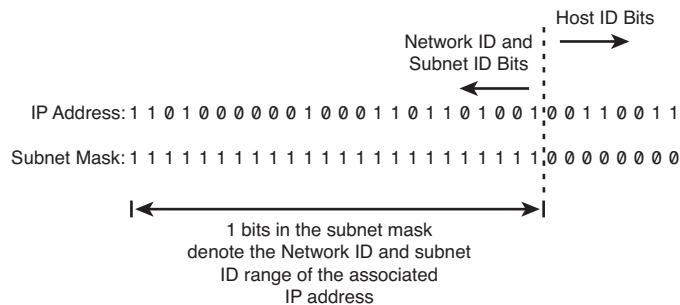 Host ID Bits
Network ID and
Subnet ID Bits
IP Address: 1 1 0 1 0 0 0 0 0 0 1 0 0 0 1 1 0 1 1 0 1 0 0 1 0 0 1 1 0 0 1 1
Subnet Mask: 1 1 1 1 1 1 1 1 1 1 1 1 1 1 1 1 1 1 1 1 1 1 1 1 0 0 0 0 0 0 0 0
1 bits in the subnet mask
denote the Network ID and subnet
ID range of the associated
IP address